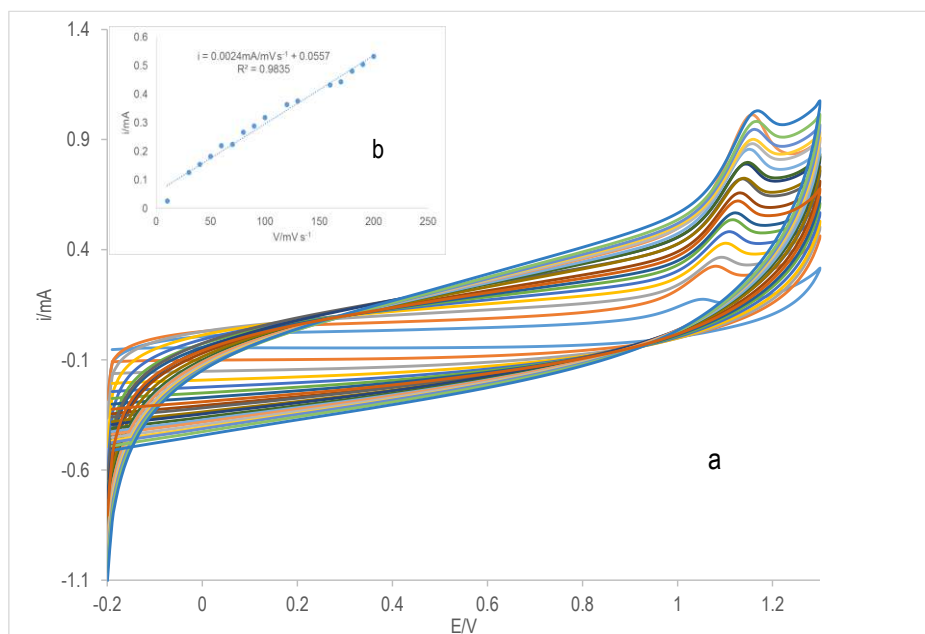 1.4
0.9
0.4
-0.1
-0.6
-1.1
i/mA
-0.2 0 0.2 0.4 0.6 0.8 1 1.2
E/V
a
0.6
0.5
0.4
0.3
0.2
0.1
0
i/mA
i = 0.0024mA/mV s⁻¹ + 0.0557
R² = 0.9835
b
0 50 100 150 200 250
V/mV s⁻¹